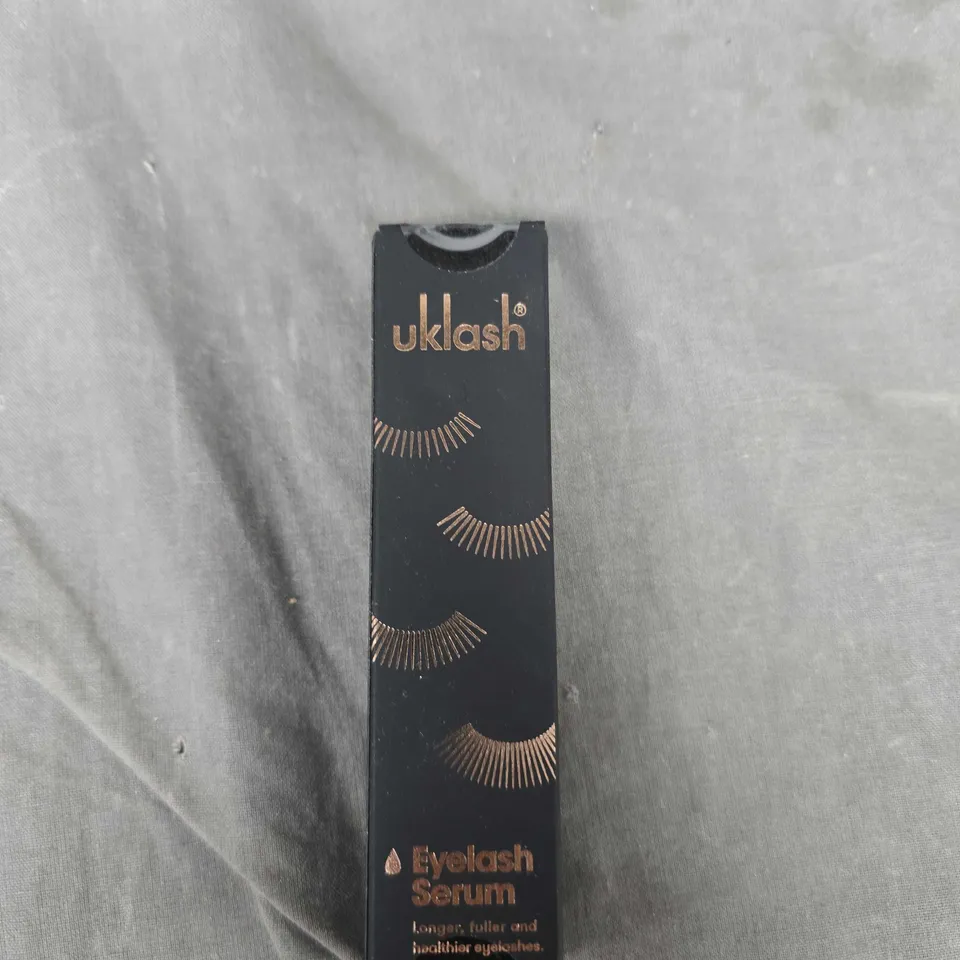 uklash®
Eyelash
Serum
Longer, fuller and
healthier eyelashes.